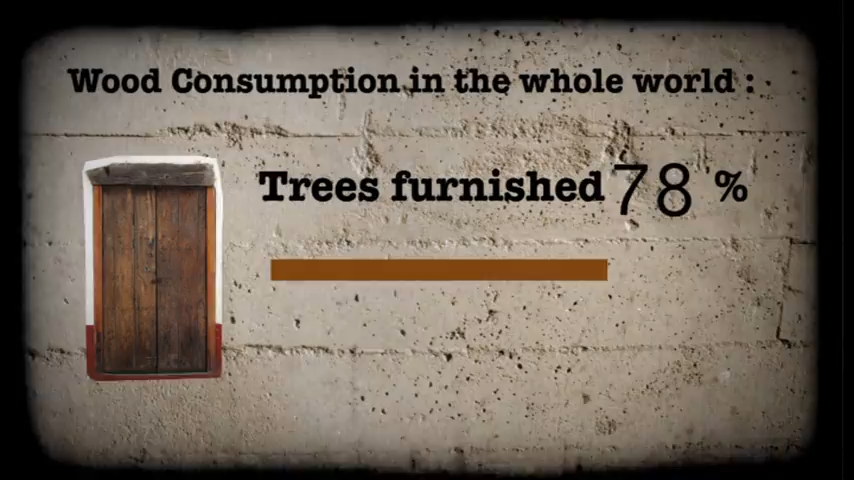 Wood Consumption in the whole world :
Trees furnished 78 %